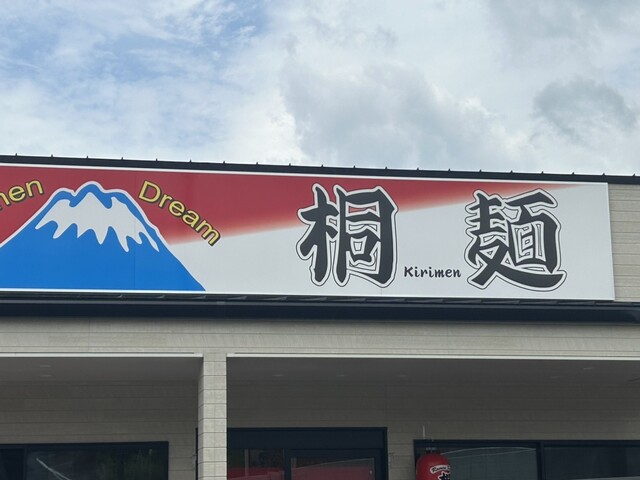 men Dream
桐麺
Kirimen